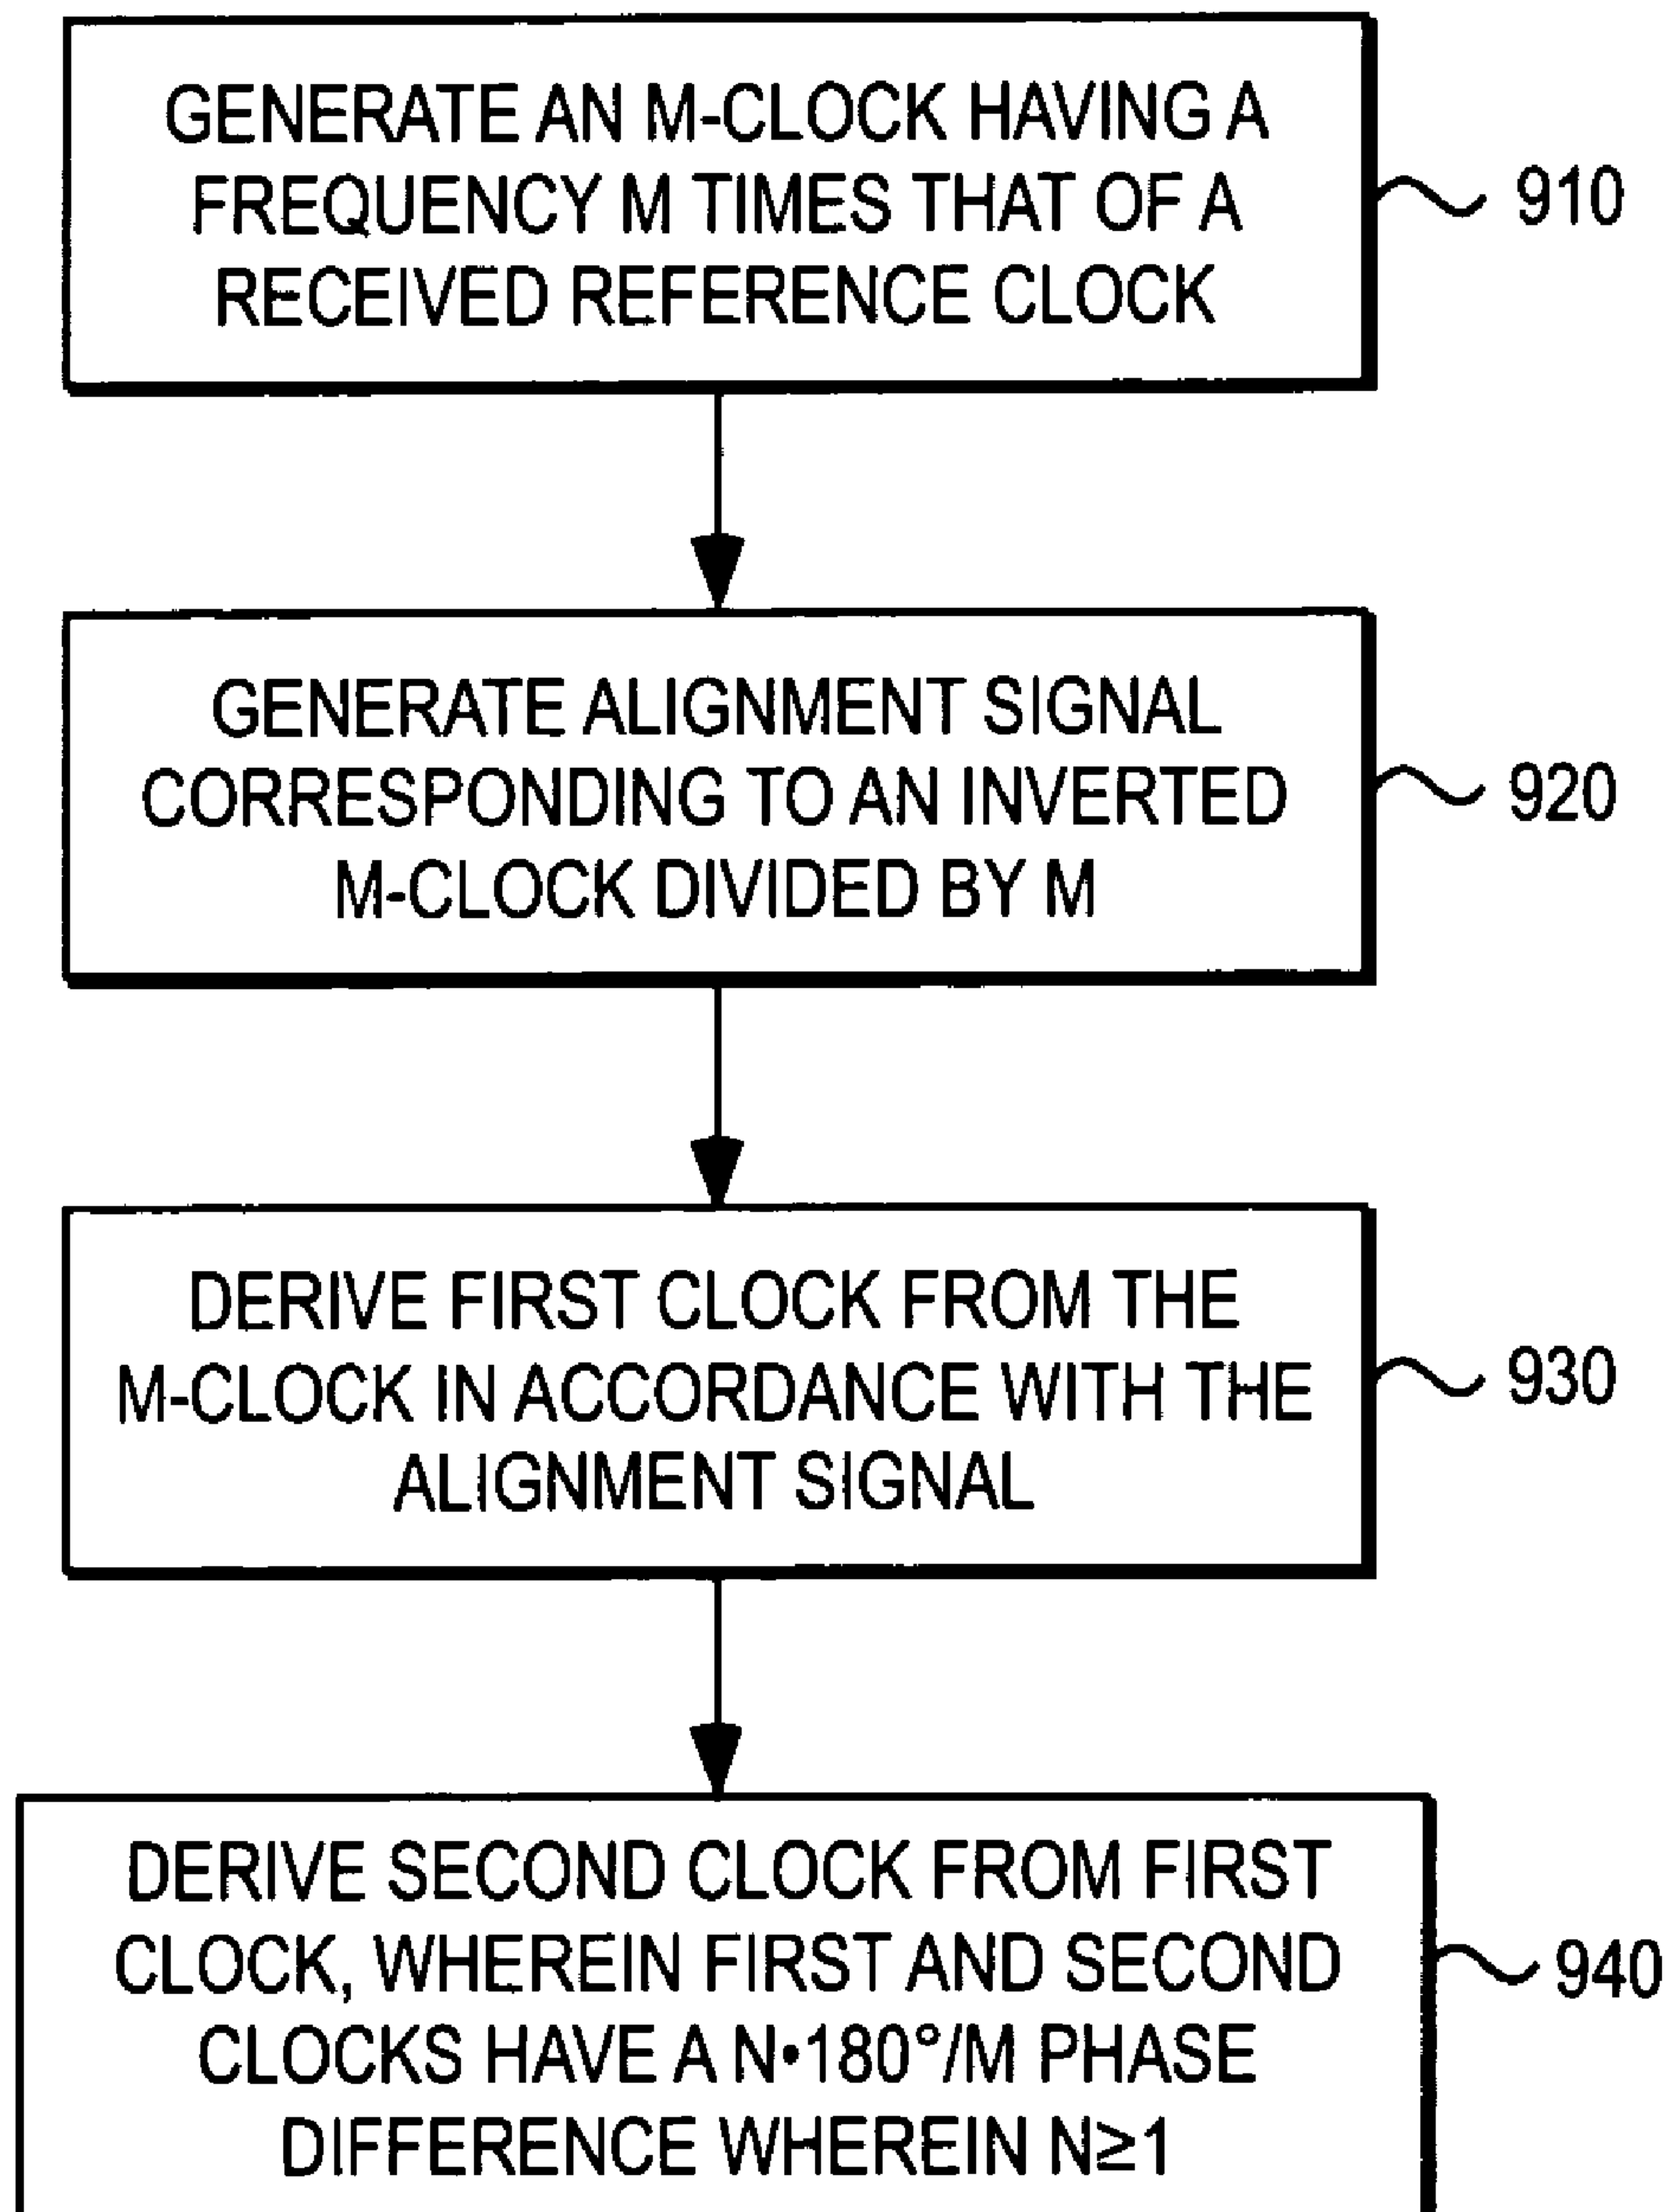 GENERATE AN M-CLOCK HAVING A
FREQUENCY M TIMES THAT OF A
RECEIVED REFERENCE CLOCK
910
GENERATE ALIGNMENT SIGNAL
CORRESPONDING TO AN INVERTED
M-CLOCK DIVIDED BY M
920
DERIVE FIRST CLOCK FROM THE
M-CLOCK IN ACCORDANCE WITH THE
ALIGNMENT SIGNAL
930
DERIVE SECOND CLOCK FROM FIRST
CLOCK, WHEREIN FIRST AND SECOND
CLOCKS HAVE A N•180°/M PHASE
DIFFERENCE WHEREIN N≥1
940